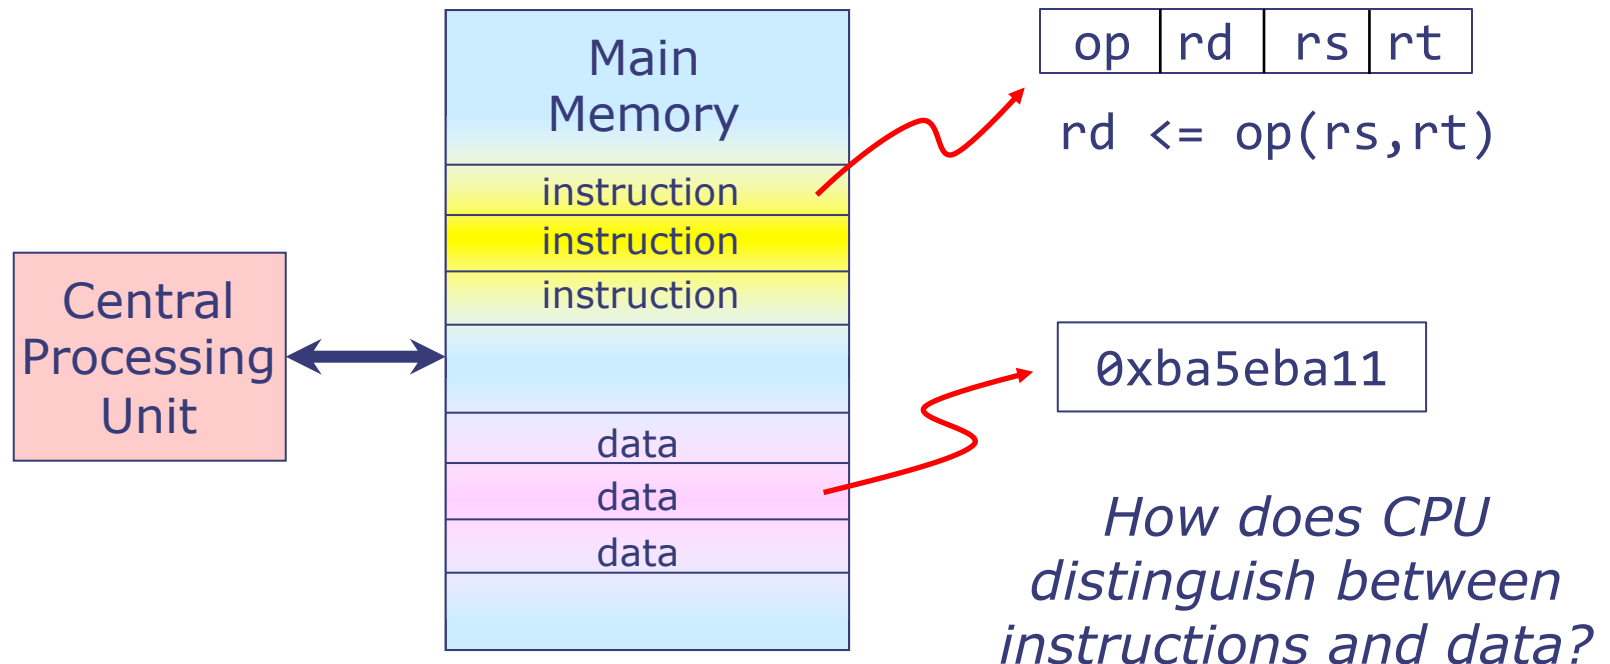 Main
Memory
instruction
instruction
instruction
data
data
data
Central
Processing
Unit
op rd rs rt
rd <= op(rs,rt)
0xba5eba11
How does CPU
distinguish between
instructions and data?